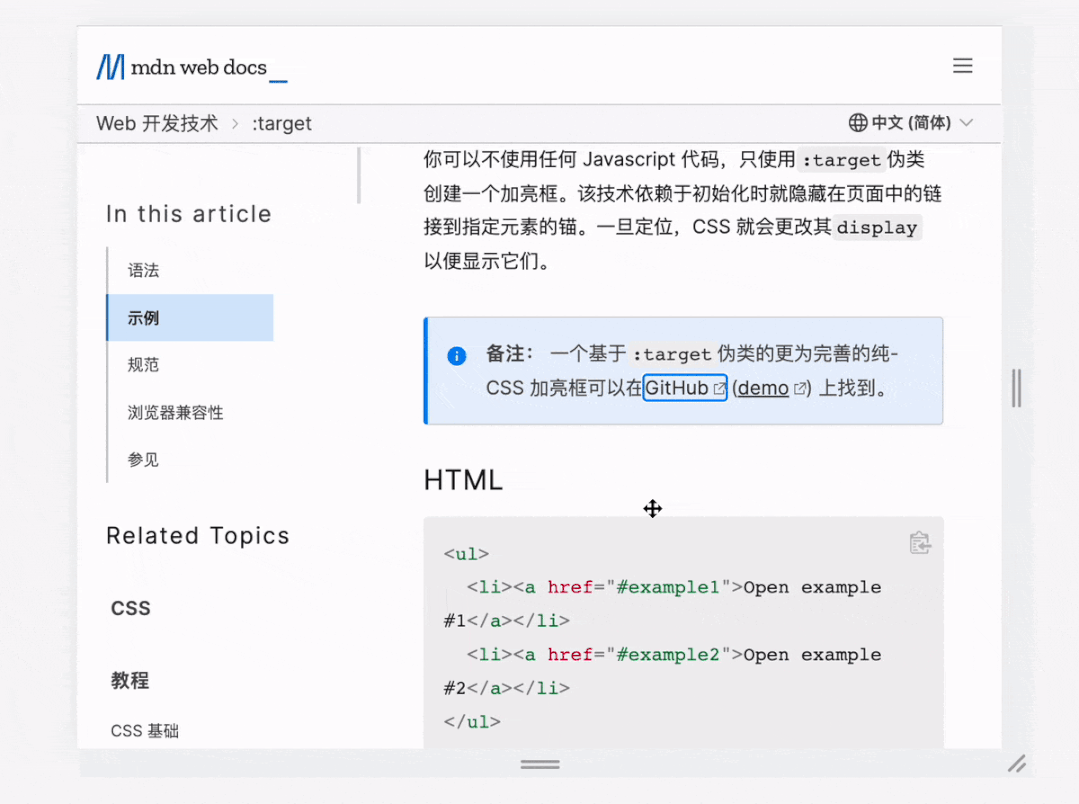 mdn web docs_
Web 开发技术 > :target
中文 (简体)
In this article
语法
示例
规范
浏览器兼容性
参见
Related Topics
CSS
教程
CSS 基础
你可以不使用任何 Javascript 代码，只使用 :target 伪类
创建一个加亮框。该技术依赖于初始化时就隐藏在页面中的链
接到指定元素的锚。一旦定位，CSS 就会更改其 display
以便显示它们。
备注： 一个基于 :target 伪类的更为完善的纯-
CSS 加亮框可以在GitHub (demo) 上找到。
HTML
<ul>
  <li><a href="#example1">Open example
#1</a></li>
  <li><a href="#example2">Open example
#2</a></li>
</ul>